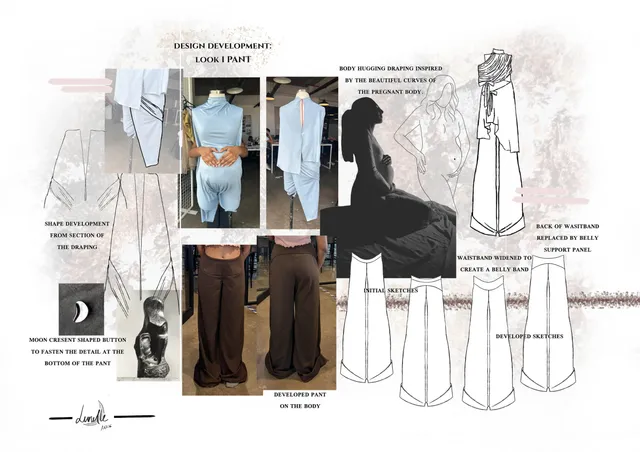 DESIGN DEVELOPMENT:
LOOK 1 PANT
BODY HUGGING DRAPING INSPIRED
BY THE BEAUTIFUL CURVES OF
THE PREGNANT BODY.
SHAPE DEVELOPMENT
FROM SECTION OF
THE DRAPING
BACK OF WASITBAND
REPLACED BY BELLY
SUPPORT PANEL
WAISTBAND WIDENED TO
CREATE A BELLY BAND
INITIAL SKETCHES
DEVELOPED SKETCHES
MOON CRESENT SHAPED BUTTON
TO FASTEN THE DETAIL AT THE
BOTTOM OF THE PANT
DEVELOPED PANT
ON THE BODY